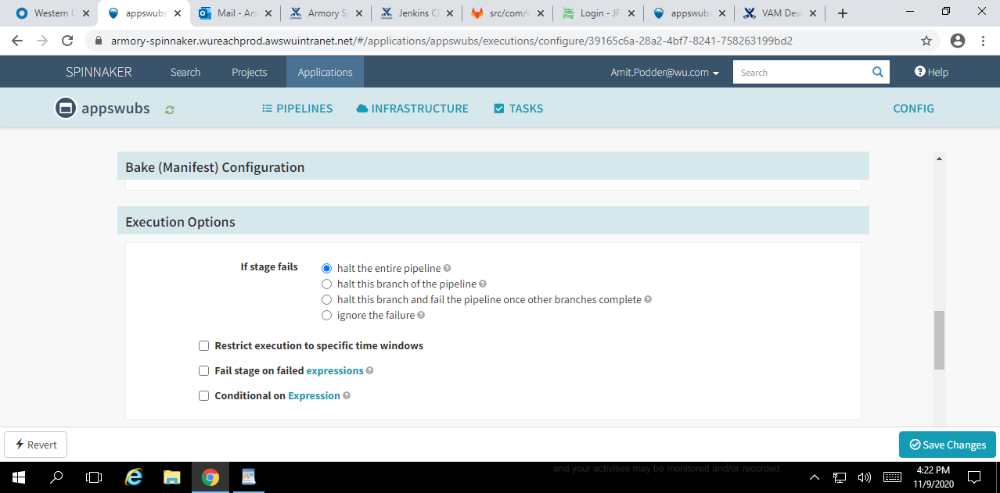 Western U appswubs Mail - Am Armory Sp Jenkins Cl src/com/w Login - JF appswubs VAM Dev
armory-spinnaker.wureachprod.awswuintranet.net/#/applications/appswubs/executions/configure/39165c6a-28a2-4bf7-8241-758263199bd2
SPINNAKER Search Projects Applications Amit.Podder@wu.com Search Help
appswubs PIPELINES INFRASTRUCTURE TASKS CONFIG
Bake (Manifest) Configuration
Execution Options
If stage fails halt the entire pipeline
halt this branch of the pipeline
halt this branch and fail the pipeline once other branches complete
ignore the failure
Restrict execution to specific time windows
Fail stage on failed expressions
Conditional on Expression
Revert Save Changes
and your activities may be monitored and/or recorded.
4:22 PM
11/9/2020